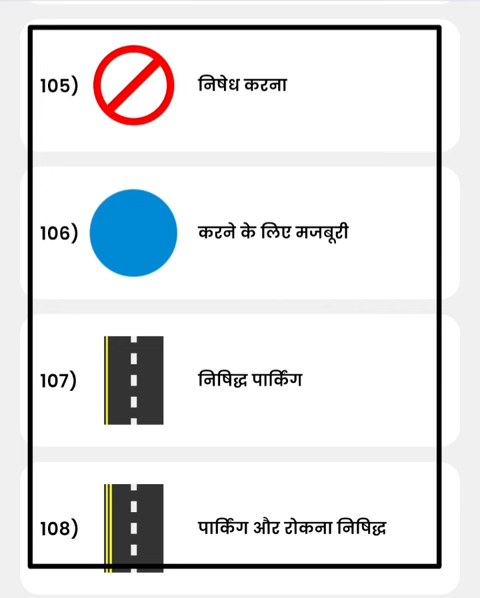 105) निषेध करना
106) करने के लिए मजबूरी
107) निषिद्ध पार्किंग
108) पार्किंग और रोकना निषिद्ध